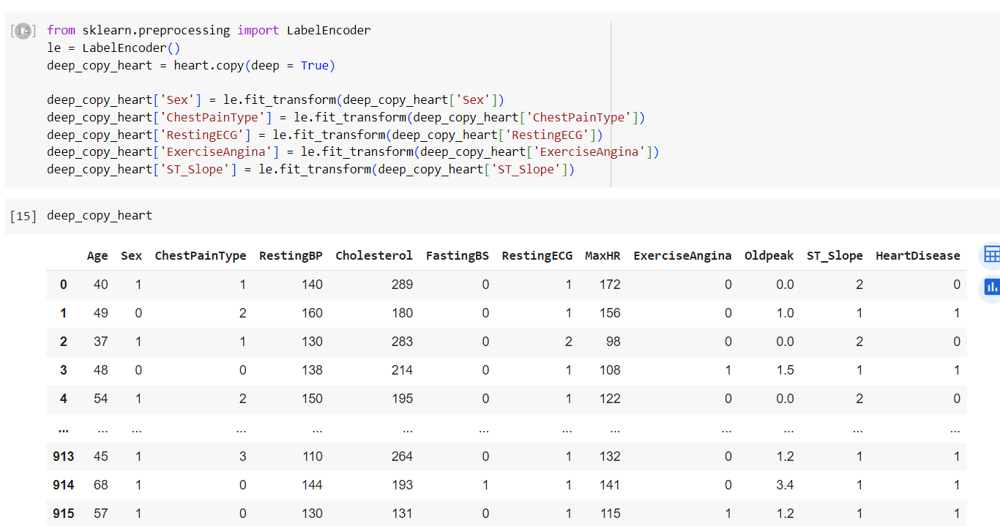 [14] from sklearn.preprocessing import LabelEncoder
le = LabelEncoder()
deep_copy_heart = heart.copy(deep = True)
deep_copy_heart['Sex'] = le.fit_transform(deep_copy_heart['Sex'])
deep_copy_heart['ChestPainType'] = le.fit_transform(deep_copy_heart['ChestPainType'])
deep_copy_heart['RestingECG'] = le.fit_transform(deep_copy_heart['RestingECG'])
deep_copy_heart['ExerciseAngina'] = le.fit_transform(deep_copy_heart['ExerciseAngina'])
deep_copy_heart['ST_Slope'] = le.fit_transform(deep_copy_heart['ST_Slope'])
[15] deep_copy_heart
Age Sex ChestPainType RestingBP Cholesterol FastingBS RestingECG MaxHR ExerciseAngina Oldpeak ST_Slope HeartDisease
0 40 1 1 140 289 0 1 172 0 0.0 2 0
1 49 0 2 160 180 0 1 156 0 1.0 1 1
2 37 1 1 130 283 0 2 98 0 0.0 2 0
3 48 0 0 138 214 0 1 108 1 1.5 1 1
4 54 1 2 150 195 0 1 122 0 0.0 2 0
... ... ... ... ... ... ... ... ... ... ... ... ...
913 45 1 3 110 264 0 1 132 0 1.2 1 1
914 68 1 0 144 193 1 1 141 0 3.4 1 1
915 57 1 0 130 131 0 1 115 1 1.2 1 1